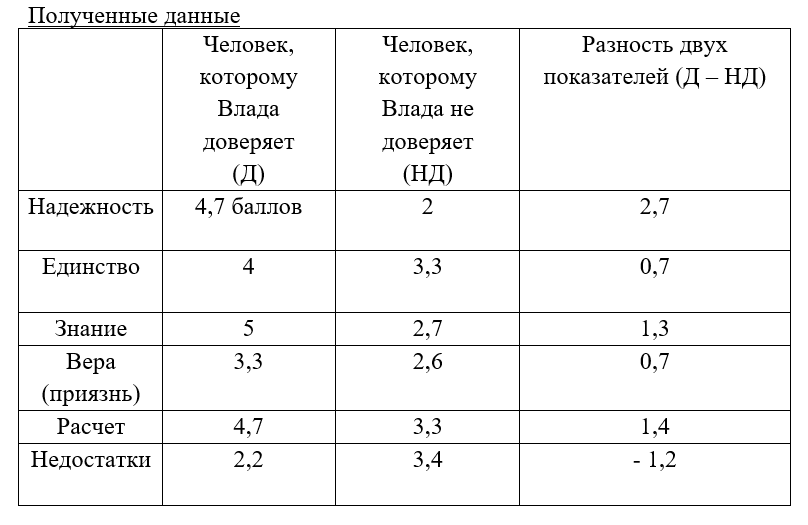 Полученные данные
Человек, которому Влада доверяет (Д) | Человек, которому Влада не доверяет (НД) | Разность двух показателей (Д – НД)
Надежность | 4,7 баллов | 2 | 2,7
Единство | 4 | 3,3 | 0,7
Знание | 5 | 2,7 | 1,3
Вера (приязнь) | 3,3 | 2,6 | 0,7
Расчет | 4,7 | 3,3 | 1,4
Недостатки | 2,2 | 3,4 | - 1,2